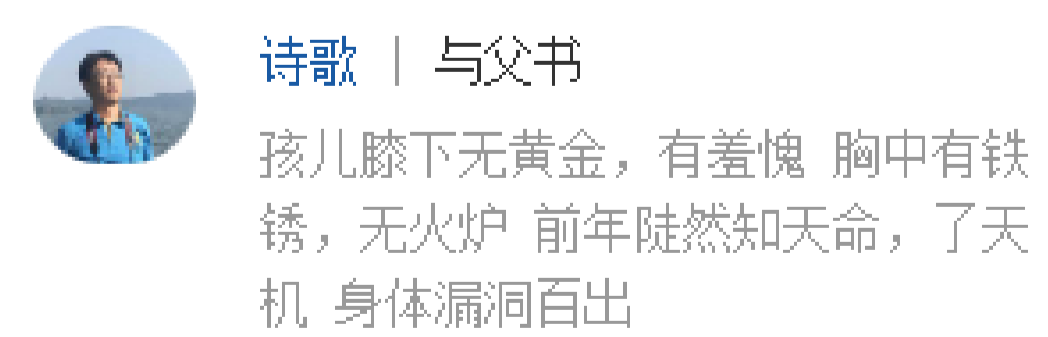 诗歌 | 与父书
孩儿膝下无黄金，有羞愧 胸中有铁
锈，无火炉 前年陡然知天命，了天
机 身体漏洞百出